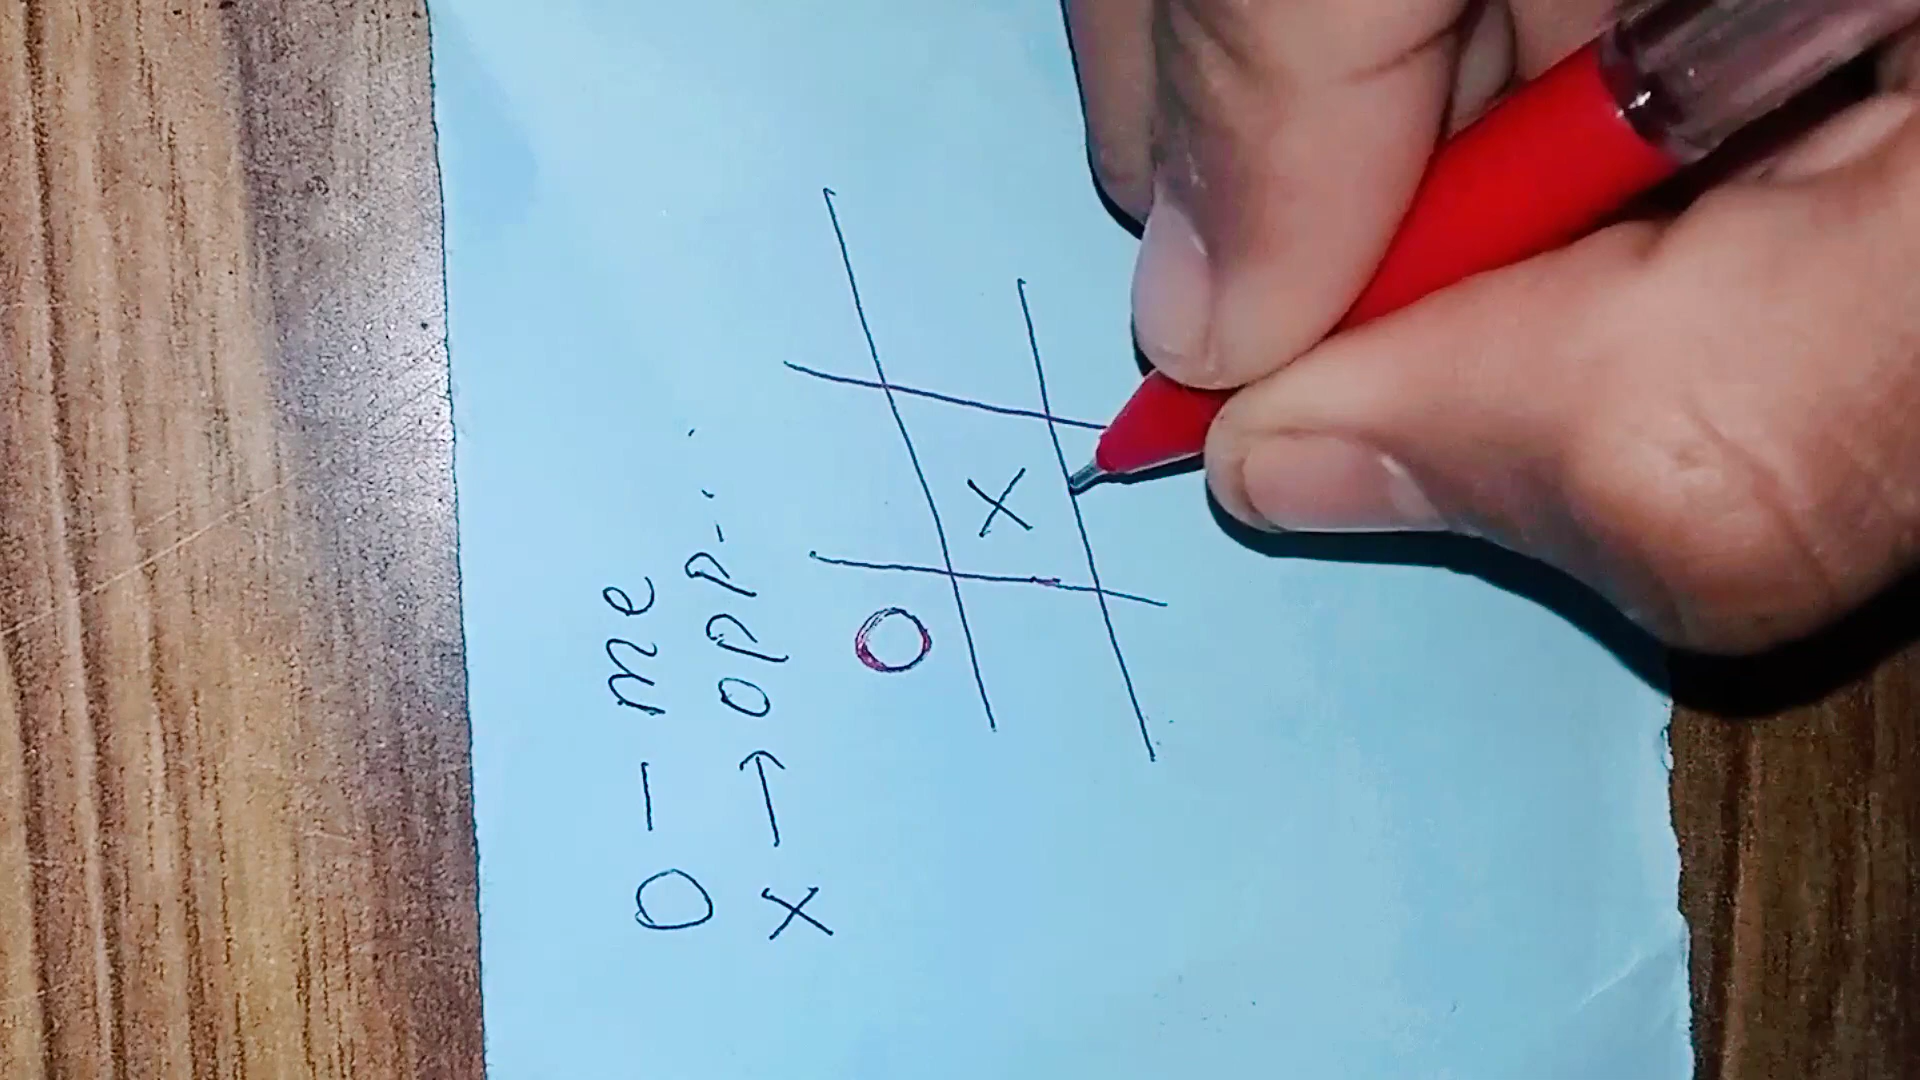 O - me
X → opp-..
X
O